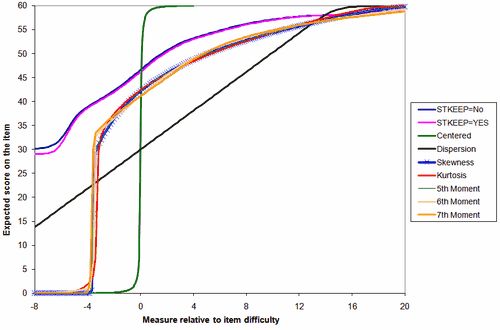 60
55
50
45
40
35
30
25
20
15
10
5
0
Expected score on the item
-8
-4
0
4
8
12
16
20
Measure relative to item difficulty
STKEEP=No
STKEEP=YES
Centered
Dispersion
Skewness
Kurtosis
5th Moment
6th Moment
7th Moment